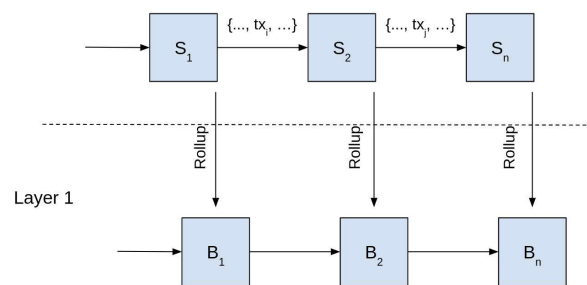 {..., txᵢ, …} {..., txⱼ, …}
S₁ S₂ Sₙ
Rollup Rollup Rollup
Layer 1
B₁ B₂ Bₙ